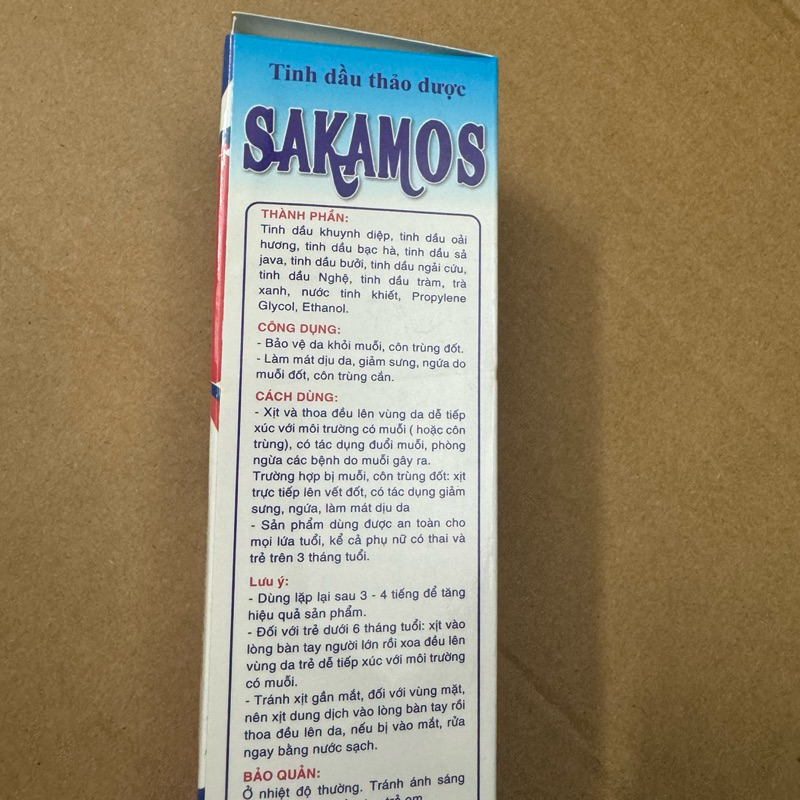 Tinh dầu thảo dược
SAKAMOS
THÀNH PHẦN:
Tinh dầu khuynh diệp, tinh dầu oải
hương, tinh dầu bạc hà, tinh dầu sả
java, tinh dầu bưởi, tinh dầu ngải cứu,
tinh dầu Nghệ, tinh dầu tràm, trà
xanh, nước tinh khiết, Propylene
Glycol, Ethanol.
CÔNG DỤNG:
- Bảo vệ da khỏi muỗi, côn trùng đốt.
- Làm mát dịu da, giảm sưng, ngứa do
muỗi đốt, côn trùng cắn.
CÁCH DÙNG:
- Xịt và thoa đều lên vùng da dễ tiếp
xúc với môi trường có muỗi ( hoặc côn
trùng), có tác dụng đuổi muỗi, phòng
ngừa các bệnh do muỗi gây ra.
Trường hợp bị muỗi, côn trùng đốt: xịt
trực tiếp lên vết đốt, có tác dụng giảm
sưng, ngứa, làm mát dịu da
- Sản phẩm dùng được an toàn cho
mọi lứa tuổi, kể cả phụ nữ có thai và
trẻ trên 3 tháng tuổi.
Lưu ý:
- Dùng lặp lại sau 3 - 4 tiếng để tăng
hiệu quả sản phẩm.
- Đối với trẻ dưới 6 tháng tuổi: xịt vào
lòng bàn tay người lớn rồi xoa đều lên
vùng da trẻ dễ tiếp xúc với môi trường
có muỗi.
- Tránh xịt gần mắt, đối với vùng mặt,
nên xịt dung dịch vào lòng bàn tay rồi
thoa đều lên da, nếu bị vào mắt, rửa
ngay bằng nước sạch.
BẢO QUẢN:
Ở nhiệt độ thường. Tránh ánh sáng
trẻ em